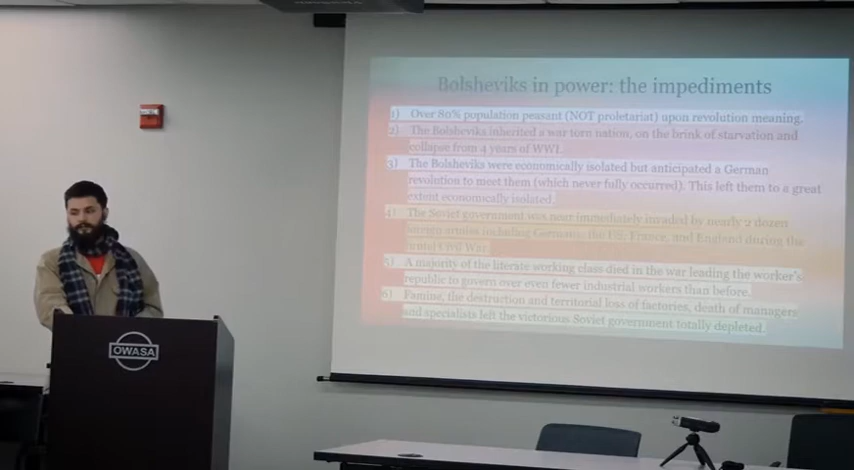 Bolsheviks in power: the impediments
1) Over 80% population peasant (NOT proletariat) upon revolution meaning.
2) The Bolsheviks inherited a war torn nation, on the brink of starvation and
collapse from 4 years of WWI.
3) The Bolsheviks were economically isolated but anticipated a German
revolution to meet them (which never fully occurred). This left them to a great
extent economically isolated.
4) The Soviet government was near immediately invaded by nearly 2 dozen
foreign armies including Germany, the US, France, and England during the
brutal Civil War.
5) A majority of the literate working class died in the war leading the worker's
republic to govern over even fewer industrial workers than before.
6) Famine, the destruction and territorial loss of factories, death of managers
and specialists left the victorious Soviet government totally depleted.
OWASA